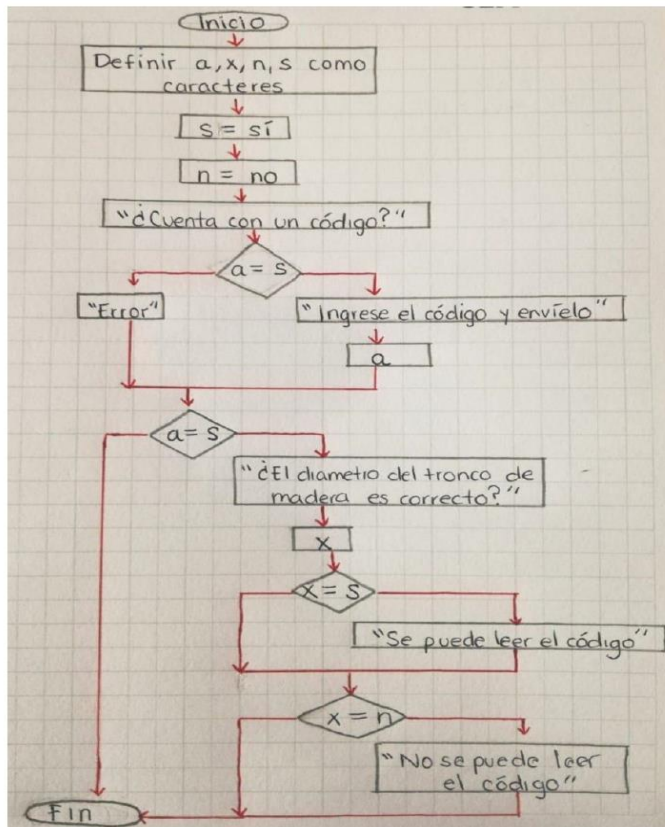 Inicio
Definir a, x, n, s como
caracteres
s = sí
n = no
"¿Cuenta con un código?"
a = s
"Error"
"Ingrese el código y envíelo"
a
a = s
"¿El diametro del tronco de
madera es correcto?"
x
x = s
"Se puede leer el código"
x = n
"No se puede leer
el código"
Fin